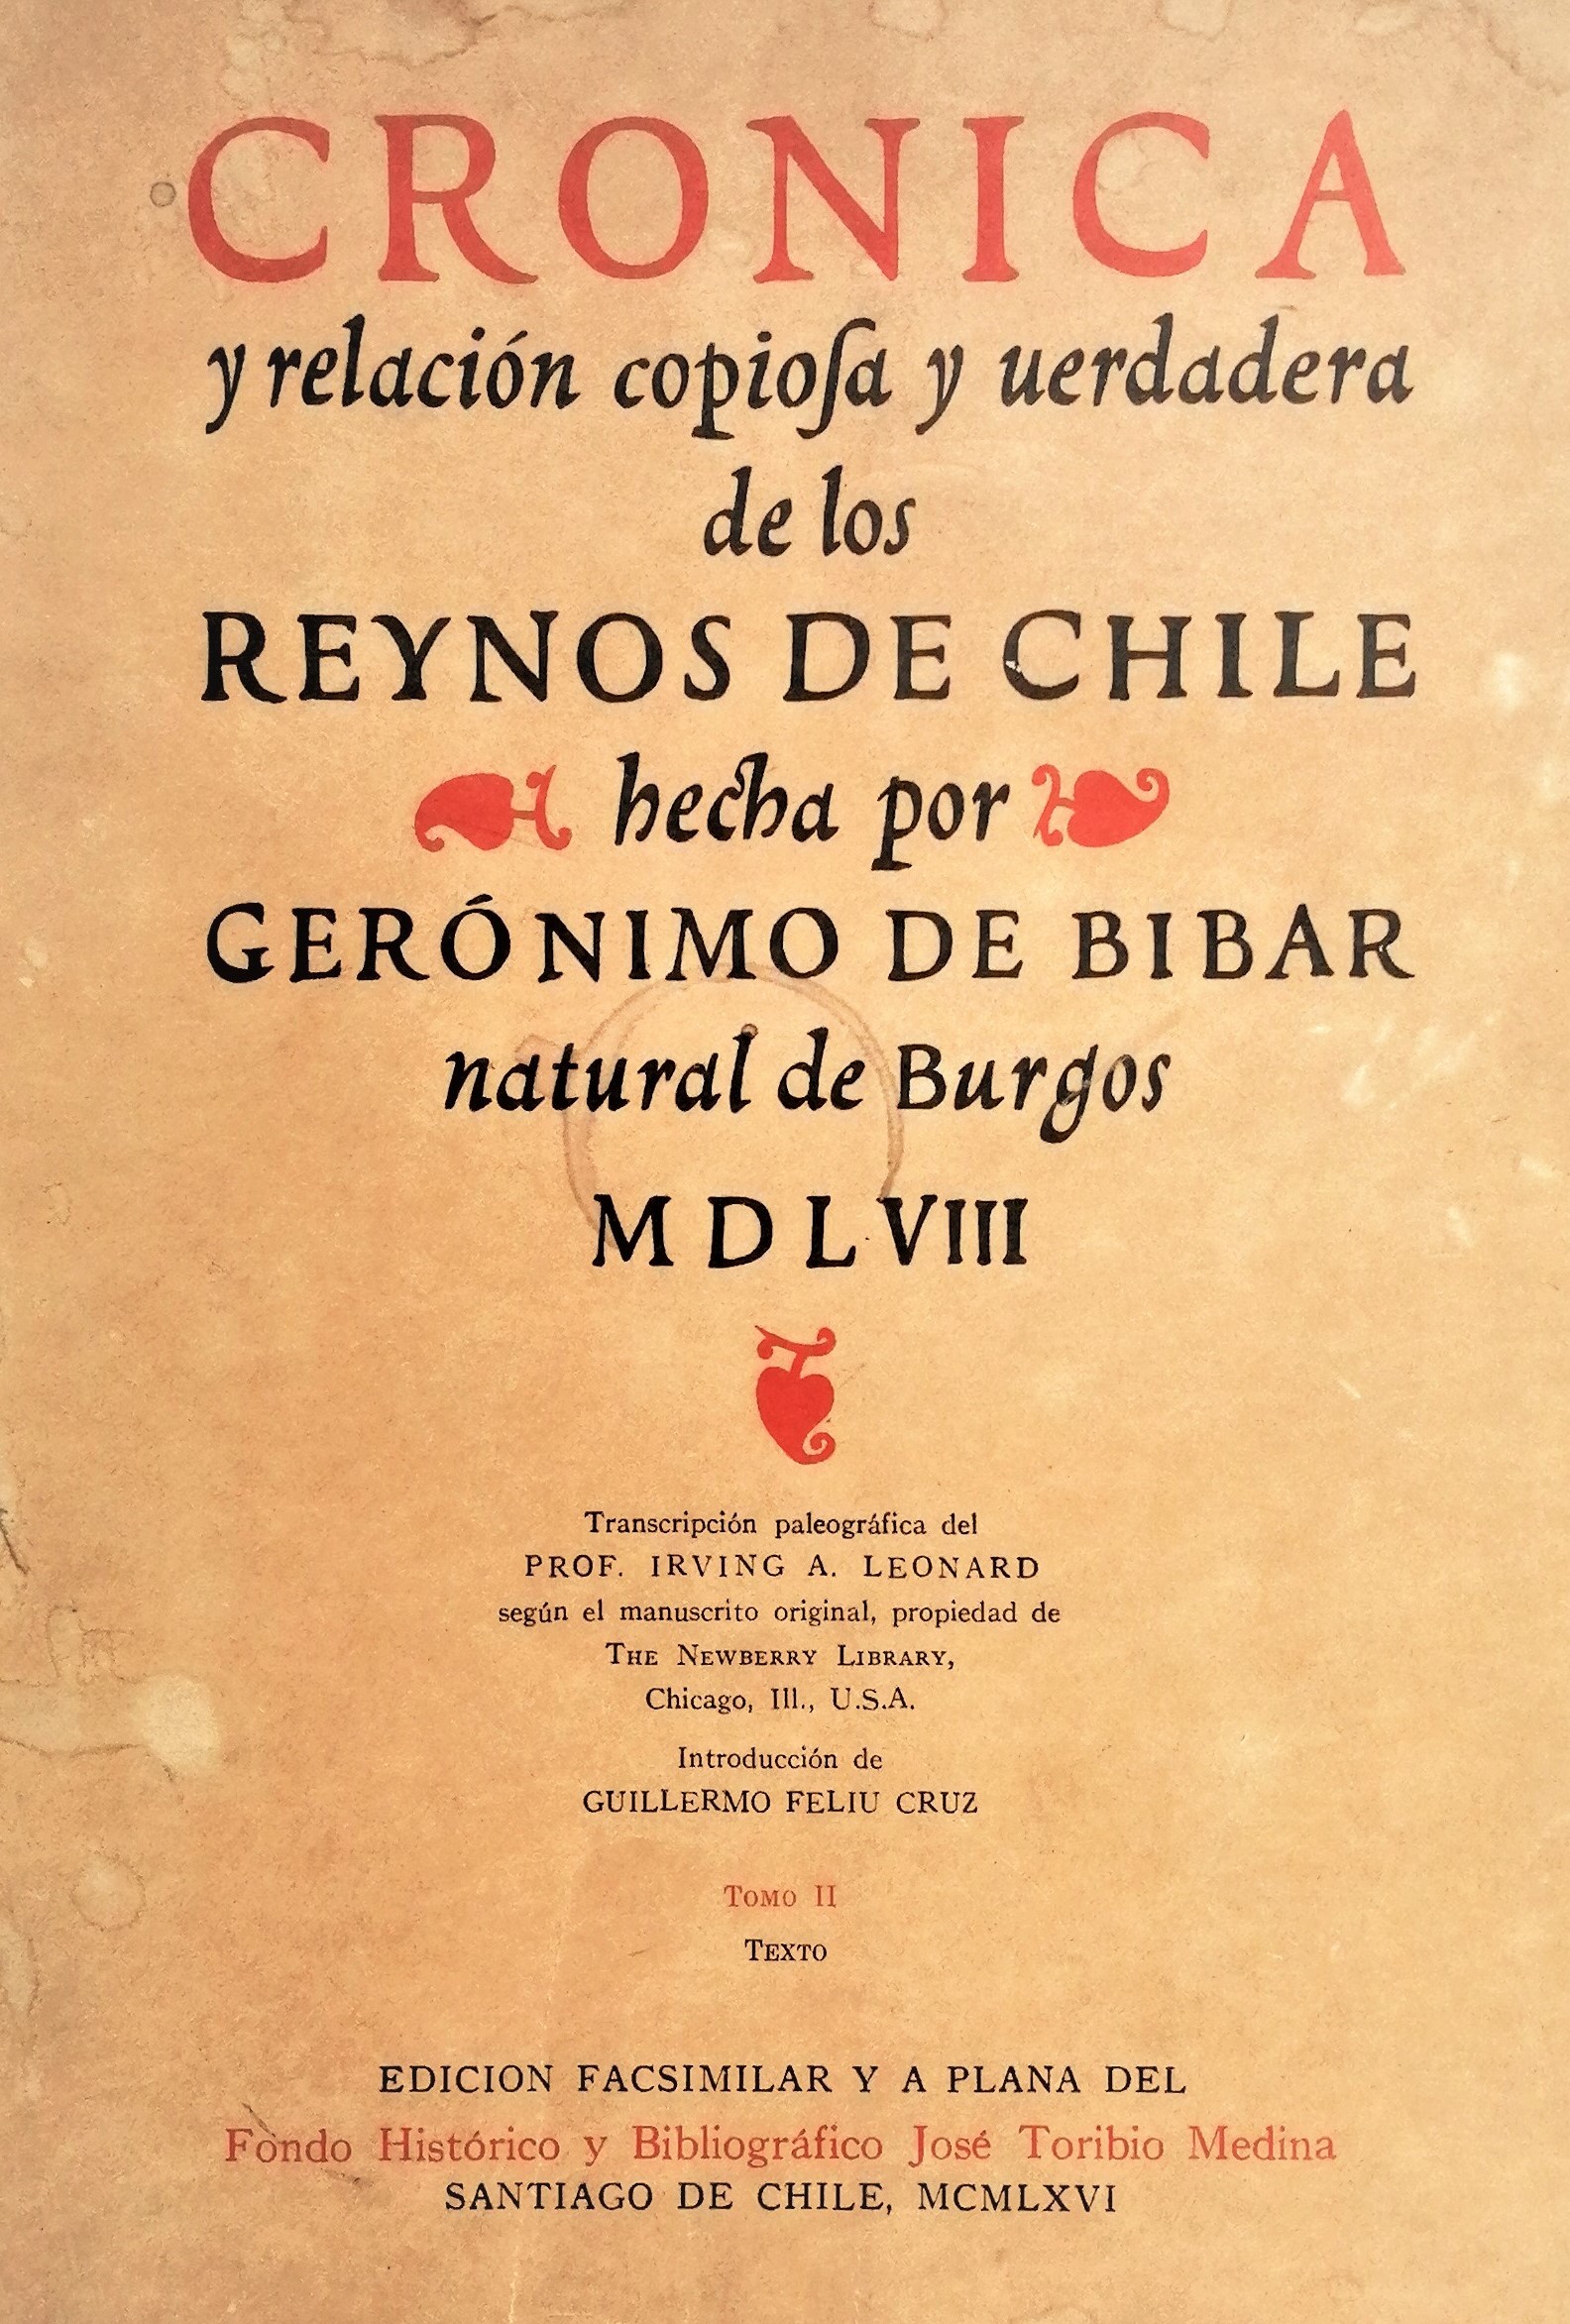 CRONICA
y relación copioſa y uerdadera
de los
REYNOS DE CHILE
hecha por
GERÓNIMO DE BIBAR
natural de Burgos
MDLVIII
Transcripción paleográfica del
PROF. IRVING A. LEONARD
según el manuscrito original, propiedad de
THE NEWBERRY LIBRARY,
Chicago, Ill., U.S.A.
Introducción de
GUILLERMO FELIU CRUZ
TOMO II
TEXTO
EDICION FACSIMILAR Y A PLANA DEL
Fondo Histórico y Bibliográfico José Toribio Medina
SANTIAGO DE CHILE, MCMLXVI